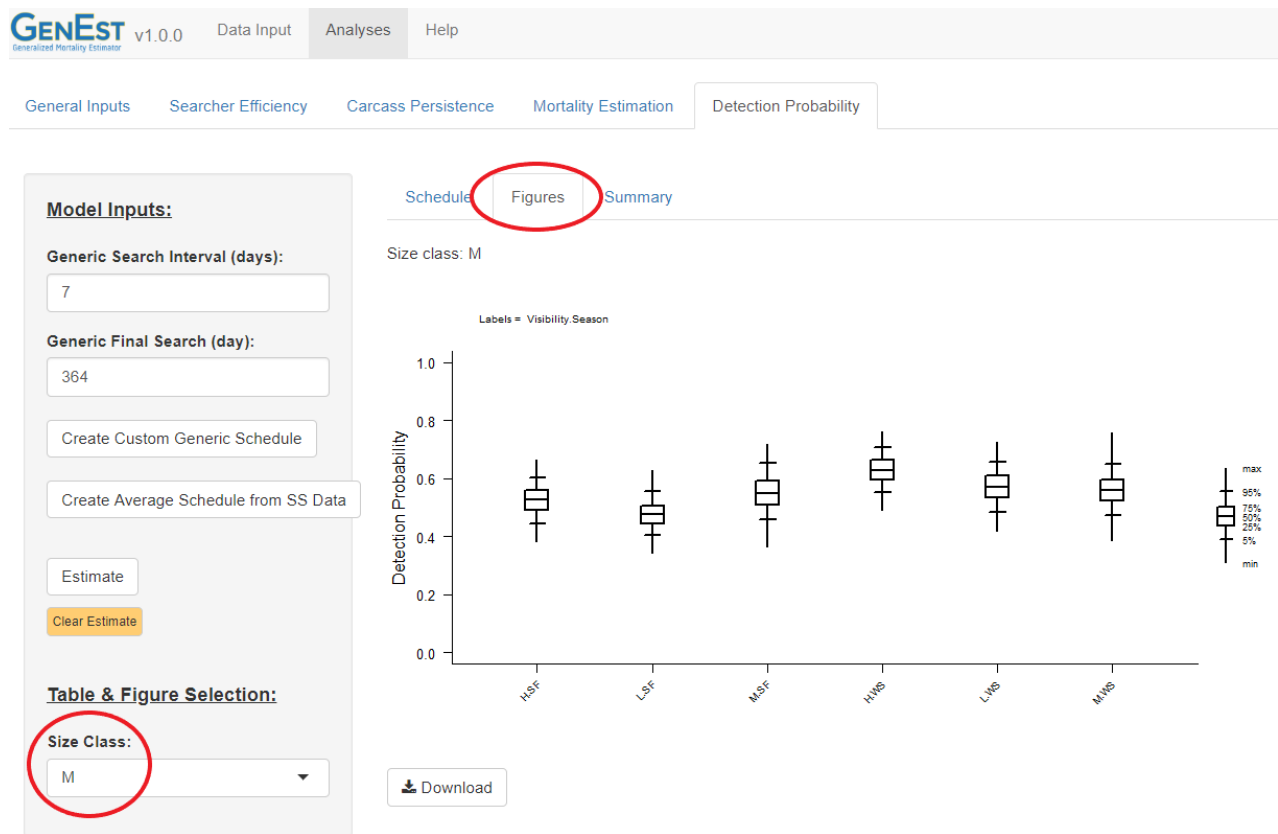 GENEST v1.0.0 Data Input Analyses Help
Generalized Mortality Estimator
General Inputs Searcher Efficiency Carcass Persistence Mortality Estimation Detection Probability
Model Inputs:
Generic Search Interval (days):
7
Generic Final Search (day):
364
Create Custom Generic Schedule
Create Average Schedule from SS Data
Estimate
Clear Estimate
Table & Figure Selection:
Size Class:
M
Schedule Figures Summary
Size class: M
Labels = Visibility.Season
Detection Probability
1.0
0.8
0.6
0.4
0.2
0.0
H.SF L.SF M.SF H.WS L.WS M.WS
max
95%
75%
50%
25%
5%
min
Download